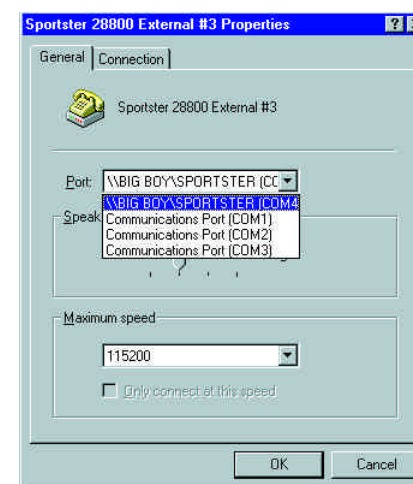 Sportster 28800 External #3 Properties
General Connection
Sportster 28800 External #3
Port: \\BIG BOY\SPORTSTER (CC
\\BIG BOY\SPORTSTER (COM4
Communications Port (COM1)
Communications Port (COM2)
Communications Port (COM3)
Speak
Maximum speed
115200
Only connect at this speed
OK Cancel